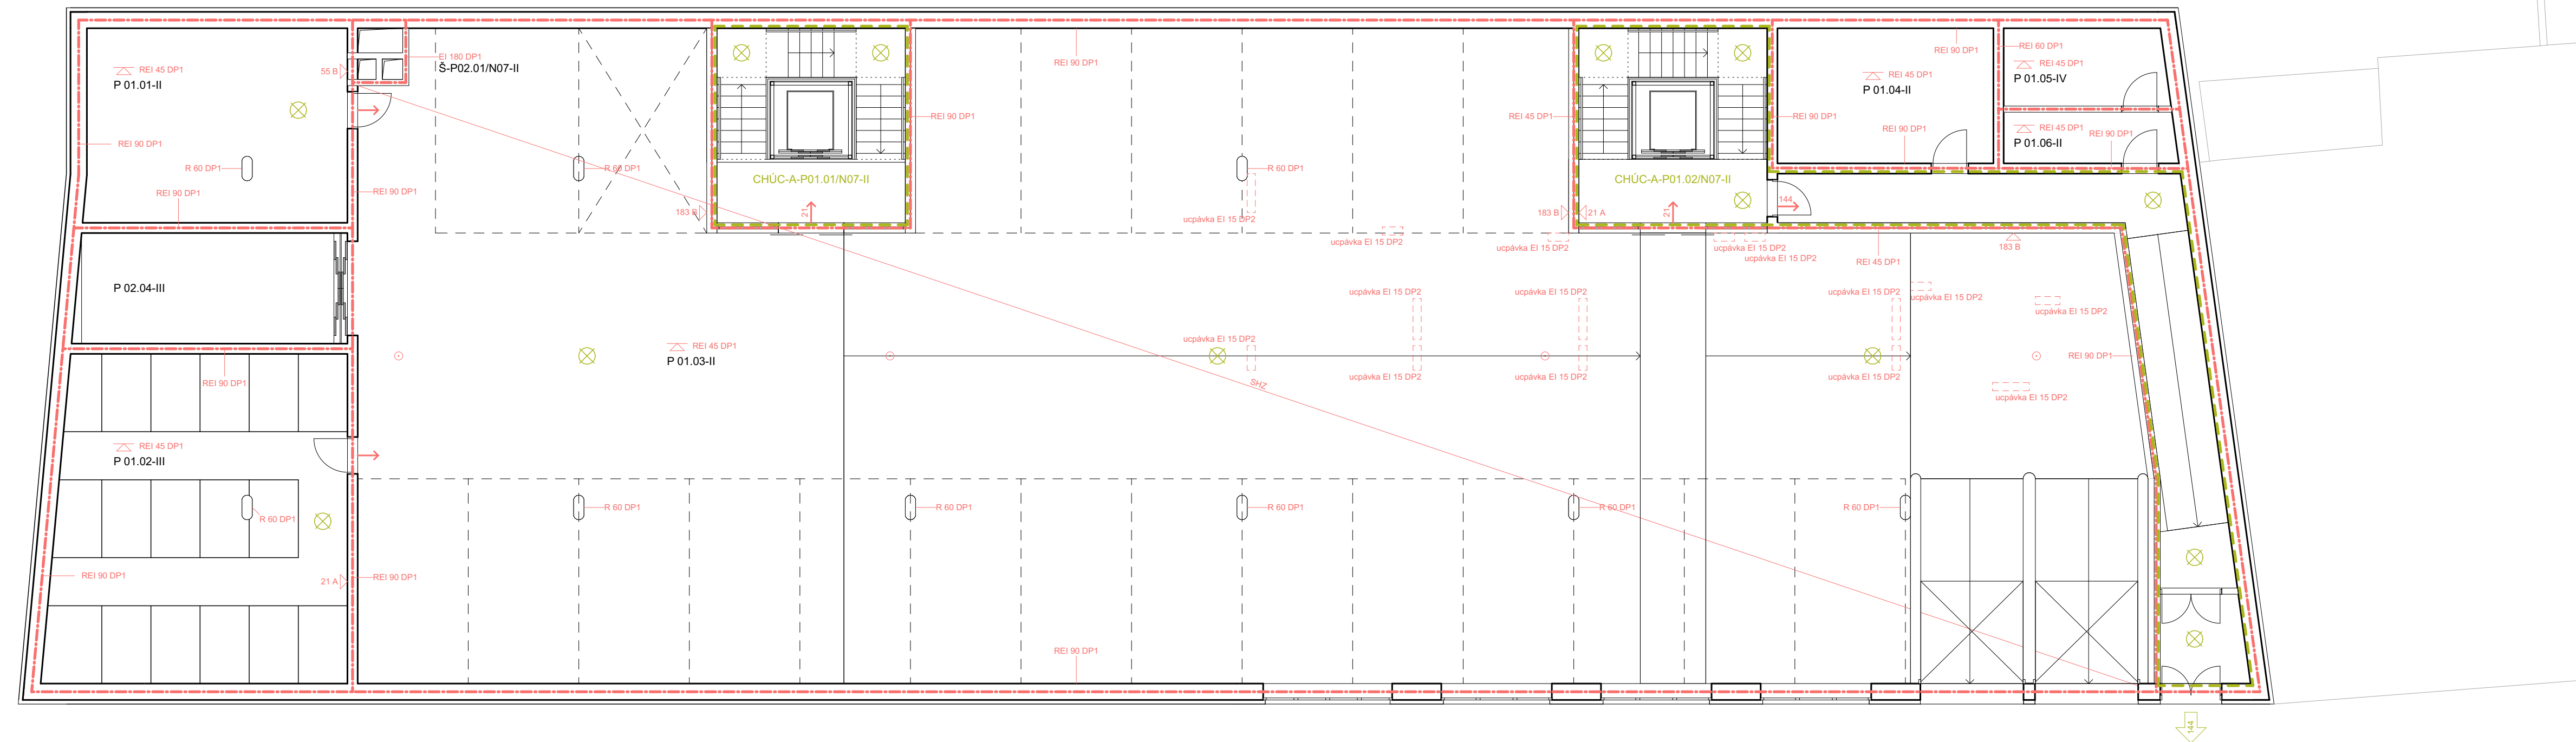 REI 45 DP1
P 01.01-II
55 B
EI 180 DP1
Š-P02.01/N07-II
REI 90 DP1
R 60 DP1
REI 90 DP1
REI 90 DP1
R 60 DP1
183 B
CHÚC-A-P01.01/N07-II
21
REI 90 DP1
REI 90 DP1
R 60 DP1
ucpávka EI 15 DP2
ucpávka EI 15 DP2
REI 45 DP1
183 B
21 A
ucpávka EI 15 DP2
CHÚC-A-P01.02/N07-II
21
144
REI 90 DP1
REI 45 DP1
P 01.04-II
REI 90 DP1
REI 90 DP1
REI 60 DP1
REI 45 DP1
P 01.05-IV
REI 45 DP1
REI 90 DP1
P 01.06-II
ucpávka EI 15 DP2
ucpávka EI 15 DP2
REI 45 DP1
183 B
P 02.04-III
ucpávka EI 15 DP2
ucpávka EI 15 DP2
ucpávka EI 15 DP2
ucpávka EI 15 DP2
ucpávka EI 15 DP2
REI 45 DP1
P 01.03-II
ucpávka EI 15 DP2
REI 90 DP1
REI 90 DP1
SHZ
ucpávka EI 15 DP2
ucpávka EI 15 DP2
ucpávka EI 15 DP2
ucpávka EI 15 DP2
REI 45 DP1
P 01.02-III
R 60 DP1
R 60 DP1
R 60 DP1
R 60 DP1
R 60 DP1
R 60 DP1
REI 90 DP1
21 A
REI 90 DP1
REI 90 DP1
144